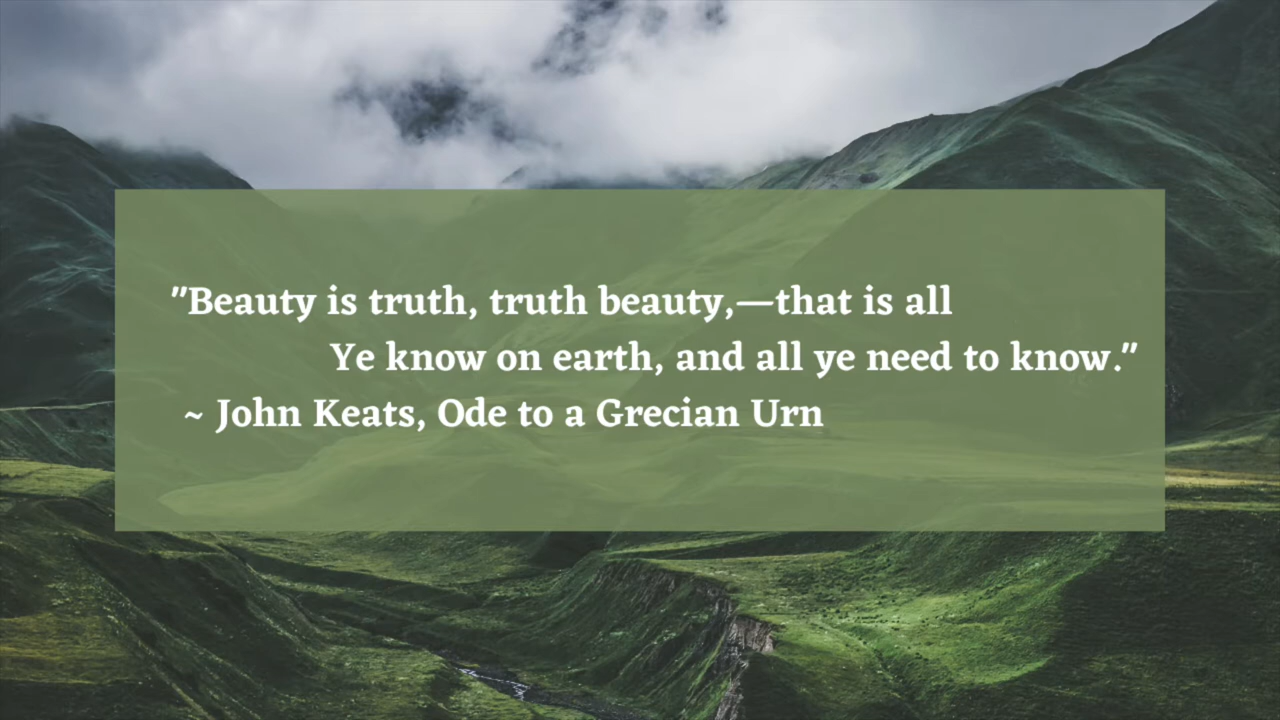 "Beauty is truth, truth beauty,—that is all
Ye know on earth, and all ye need to know."
~ John Keats, Ode to a Grecian Urn